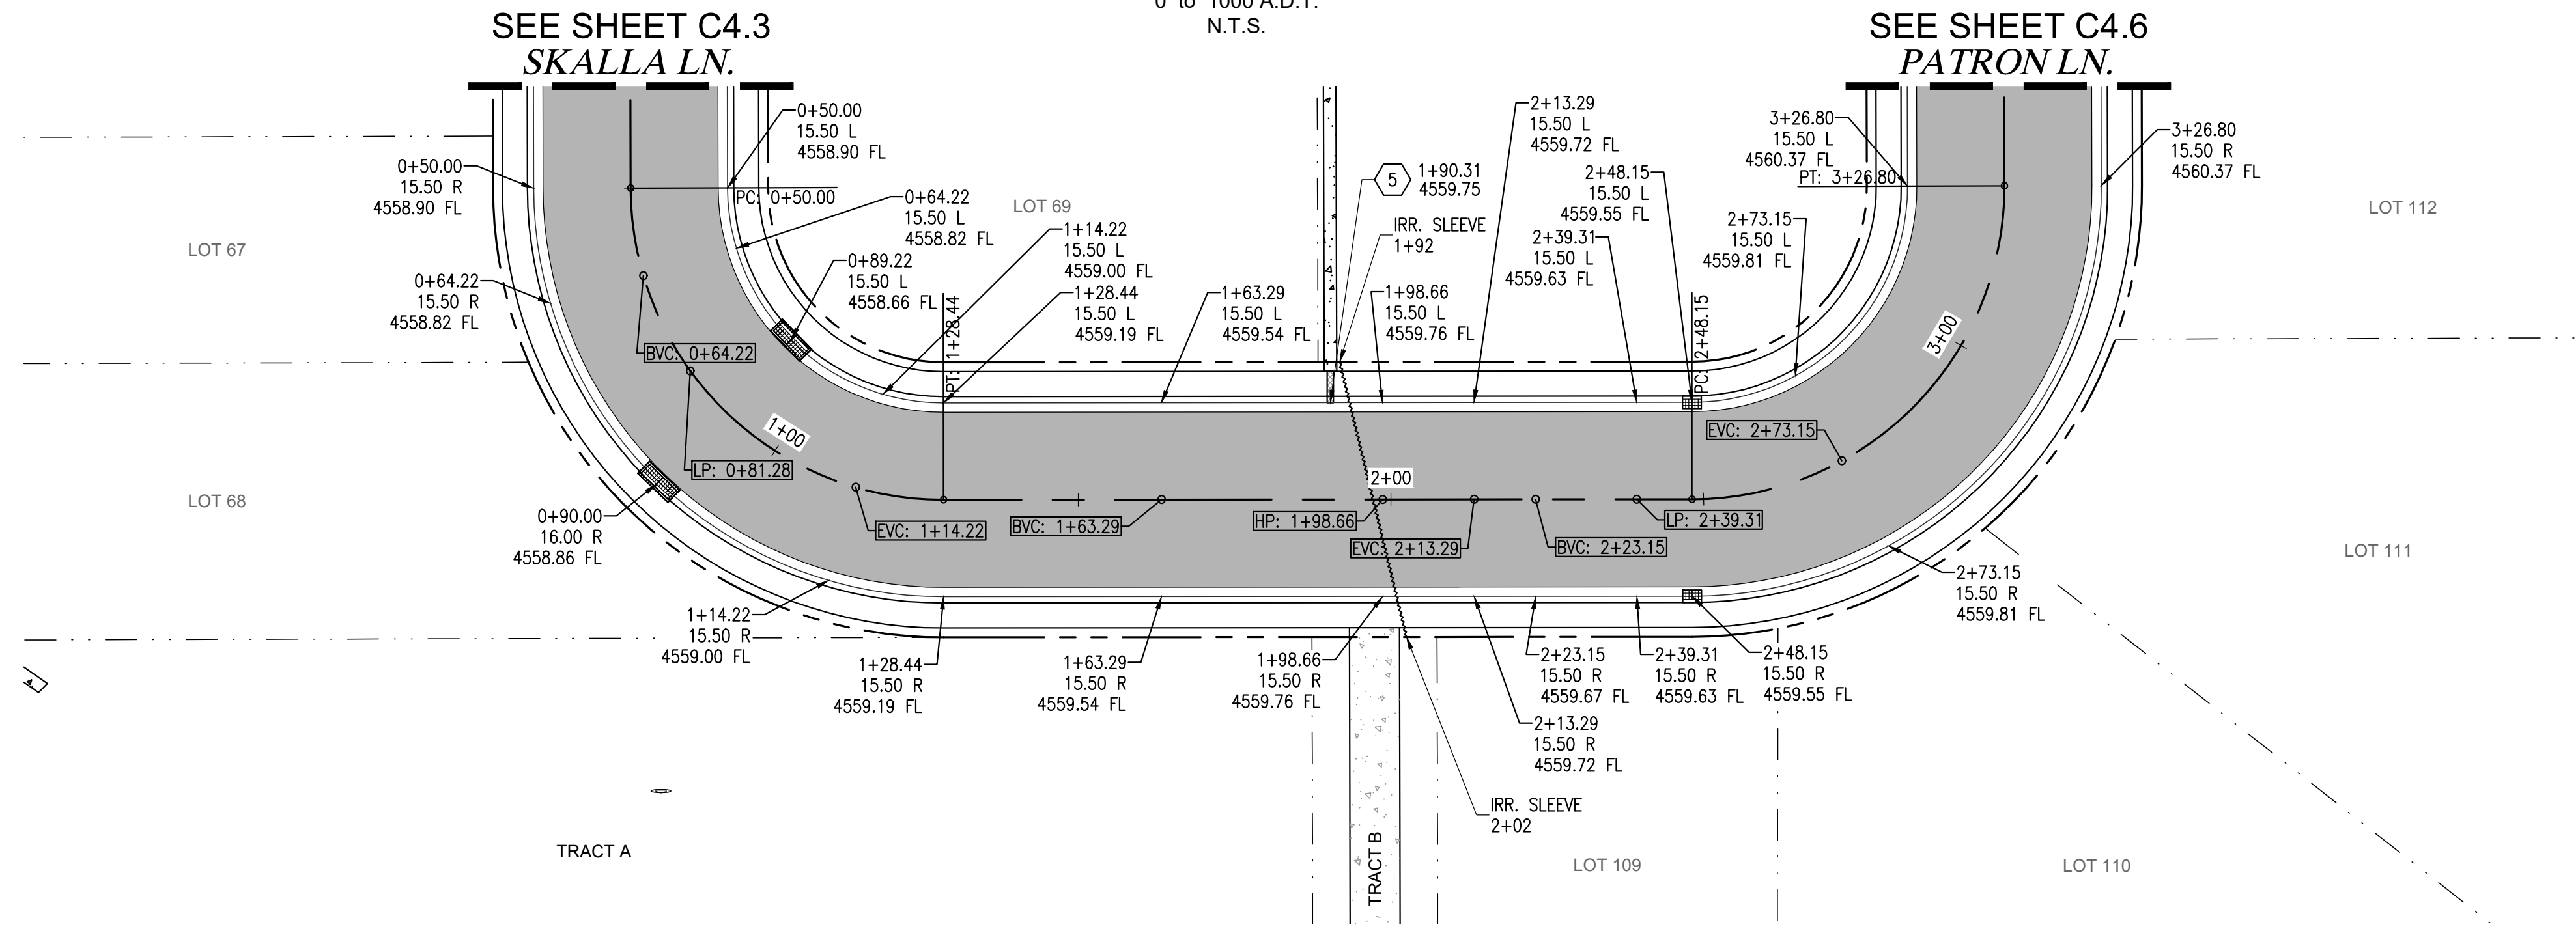 0 to 1000 A.D.T.
N.T.S.
SEE SHEET C4.3
SKALLA LN.
SEE SHEET C4.6
PATRON LN.
0+50.00
15.50 L
4558.90 FL
0+50.00
15.50 R
4558.90 FL
PC: 0+50.00
0+64.22
15.50 L
4558.82 FL
LOT 69
LOT 67
0+64.22
15.50 R
4558.82 FL
0+89.22
15.50 L
4558.66 FL
1+14.22
15.50 L
4559.00 FL
1+28.44
15.50 L
4559.19 FL
PT: 1+28.44
1+63.29
15.50 L
4559.54 FL
5
1+90.31
4559.75
IRR. SLEEVE
1+92
1+98.66
15.50 L
4559.76 FL
2+13.29
15.50 L
4559.72 FL
2+48.15
15.50 L
4559.55 FL
2+39.31
15.50 L
4559.63 FL
PC: 2+48.15
2+73.15
15.50 L
4559.81 FL
3+26.80
15.50 L
4560.37 FL
PT: 3+26.80
3+26.80
15.50 R
4560.37 FL
LOT 112
BVC: 0+64.22
LP: 0+81.28
1+00
EVC: 1+14.22
BVC: 1+63.29
HP: 1+98.66
2+00
EVC: 2+13.29
BVC: 2+23.15
LP: 2+39.31
EVC: 2+73.15
3+00
LOT 68
0+90.00
16.00 R
4558.86 FL
1+14.22
15.50 R
4559.00 FL
1+28.44
15.50 R
4559.19 FL
1+63.29
15.50 R
4559.54 FL
1+98.66
15.50 R
4559.76 FL
2+13.29
15.50 R
4559.72 FL
2+23.15
15.50 R
4559.67 FL
2+39.31
15.50 R
4559.63 FL
2+48.15
15.50 R
4559.55 FL
2+73.15
15.50 R
4559.81 FL
LOT 111
IRR. SLEEVE
2+02
TRACT A
TRACT B
LOT 109
LOT 110